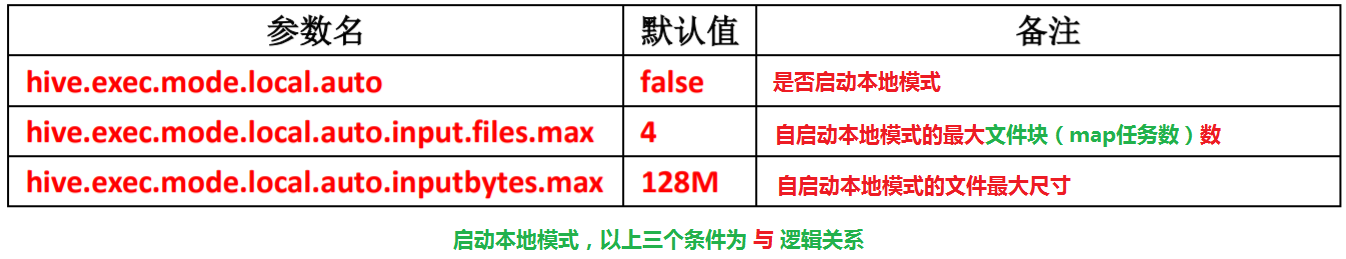 参数名 默认值 备注
hive.exec.mode.local.auto false 是否启动本地模式
hive.exec.mode.local.auto.input.files.max 4 自启动本地模式的最大文件块（map任务数）数
hive.exec.mode.local.auto.inputbytes.max 128M 自启动本地模式的文件最大尺寸
启动本地模式，以上三个条件为 与 逻辑关系